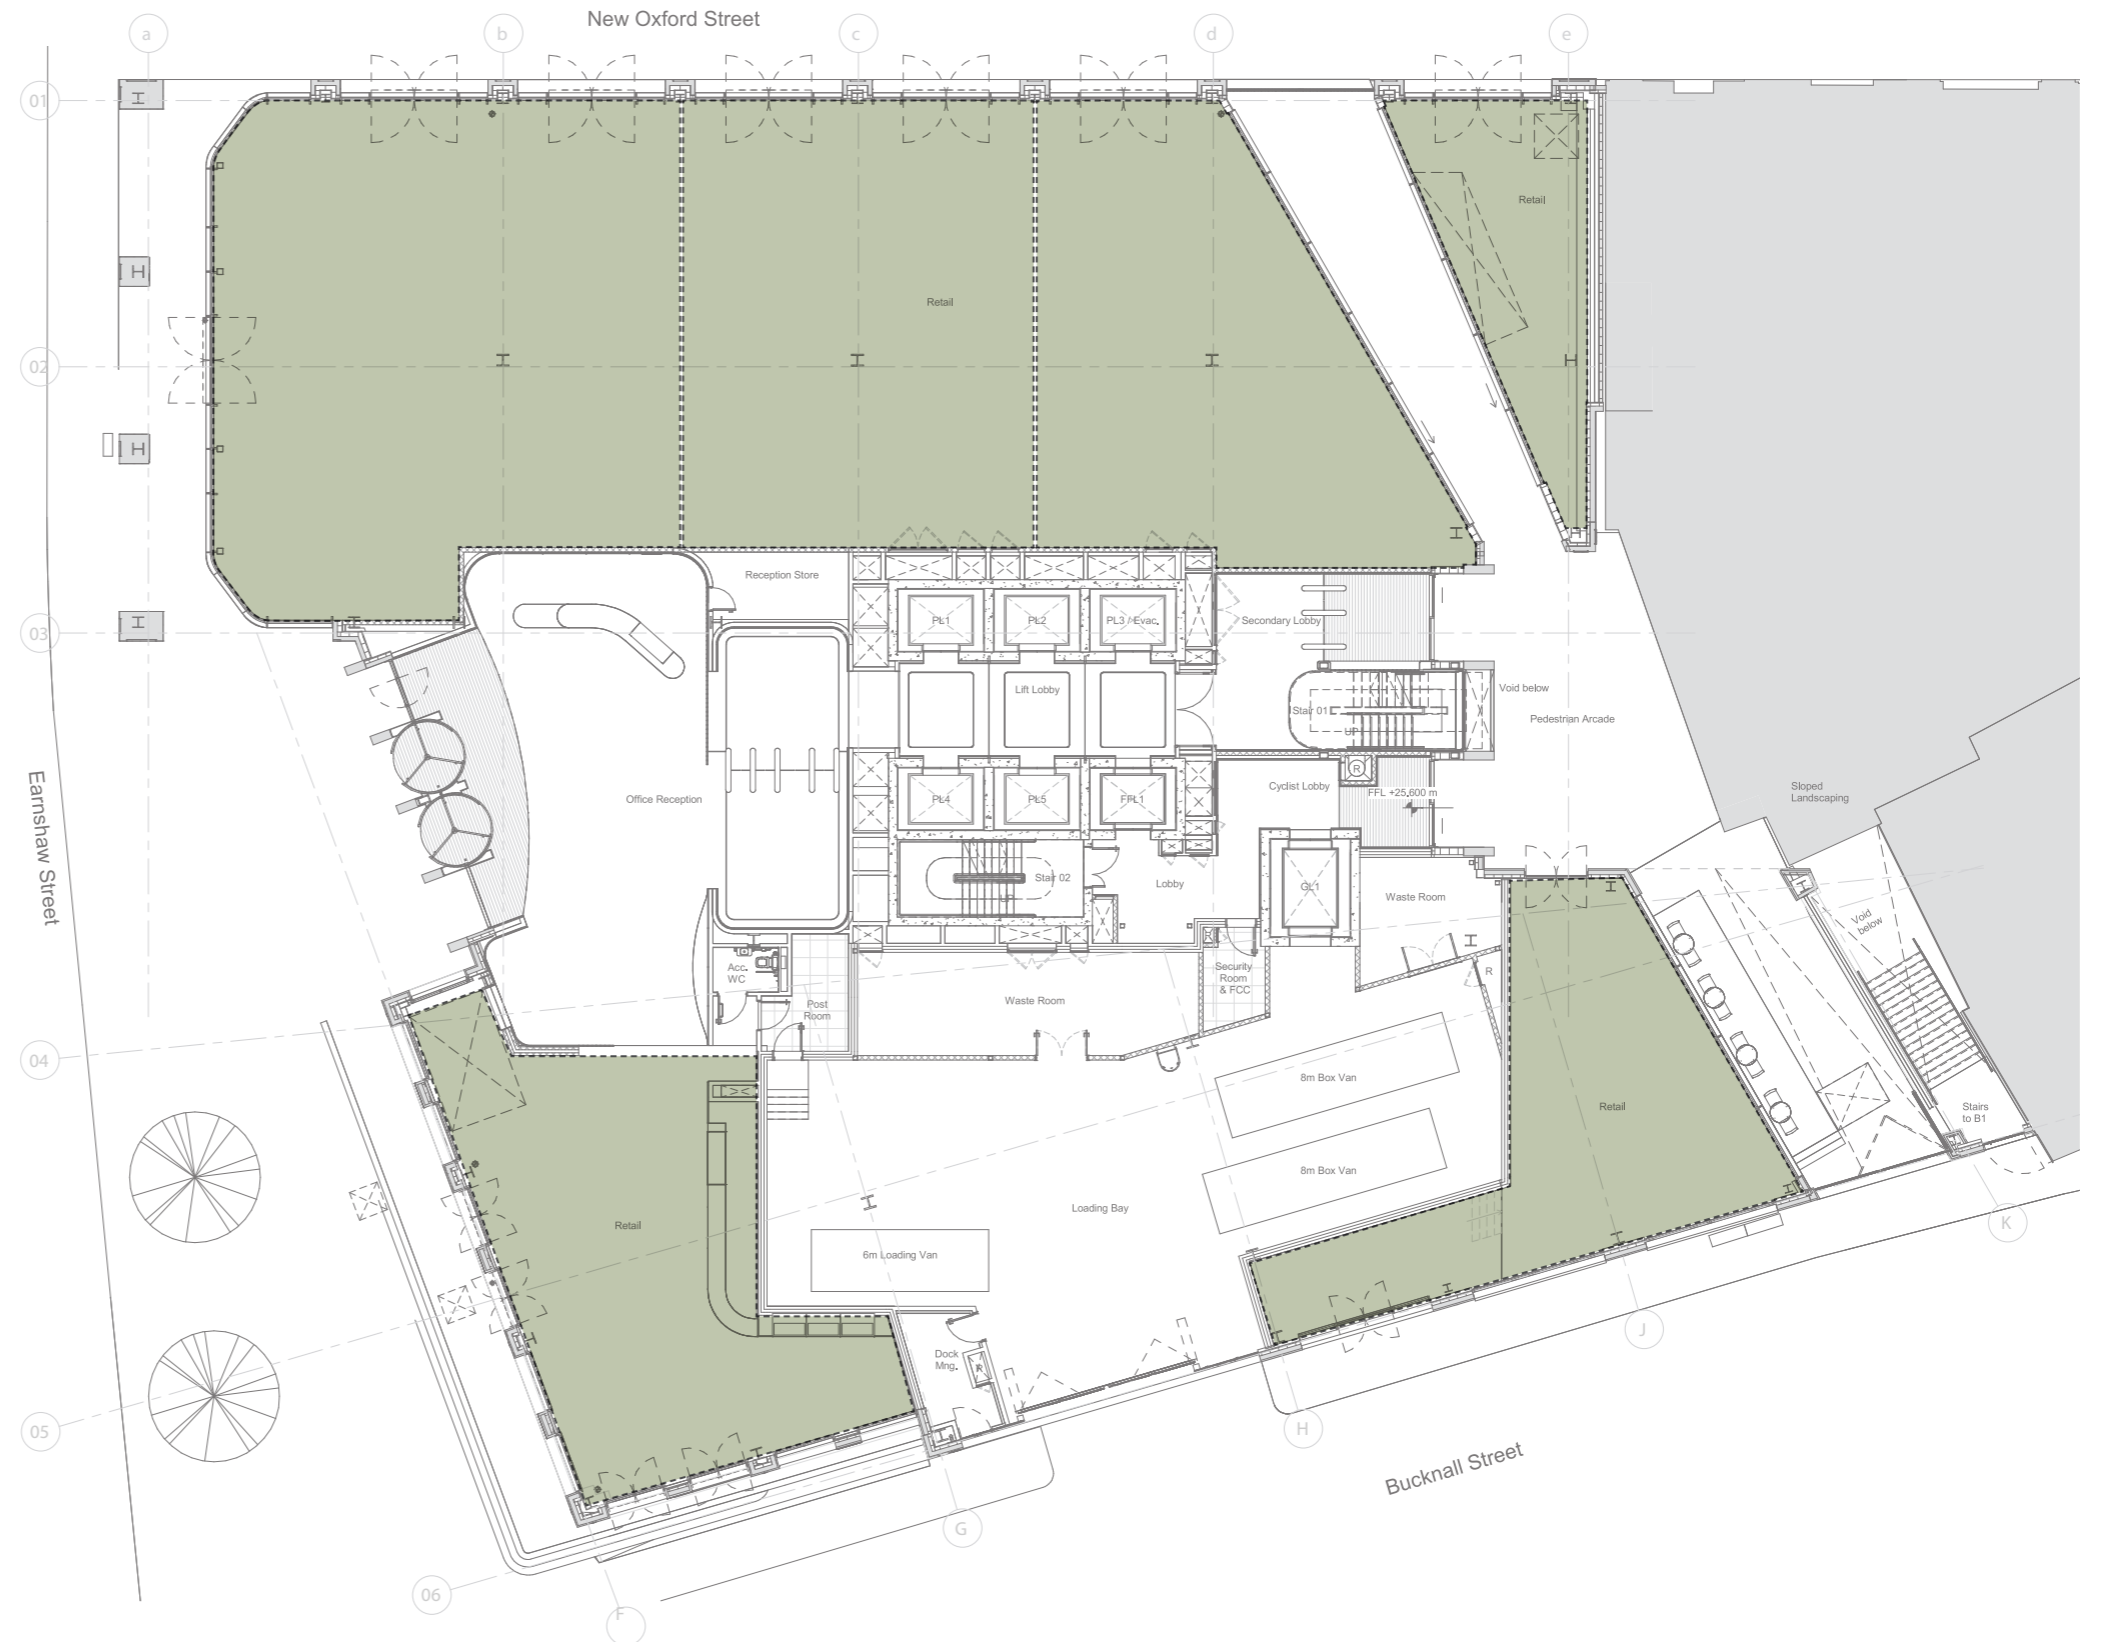 New Oxford Street
a
b
c
d
e
01
Retail
Retail
02
03
Reception Store
PL1
PL2
PL3 / Evac.
Secondary Lobby
Lift Lobby
Void below
Stair 01
UP
Pedestrian Arcade
Earnshaw Street
Office Reception
PL4
PL5
FFL1
Cyclist Lobby
R
FFL +25.600 m
Sloped
Landscaping
Stair 02
Lobby
GL1
Waste Room
Void
below
Acc.
WC
Post
Room
Waste Room
Security
Room
& FCC
R
04
8m Box Van
Retail
Stairs
to B1
8m Box Van
Loading Bay
Retail
6m Loading Van
K
J
Dock
Mng.
H
05
Bucknall Street
G
06
F